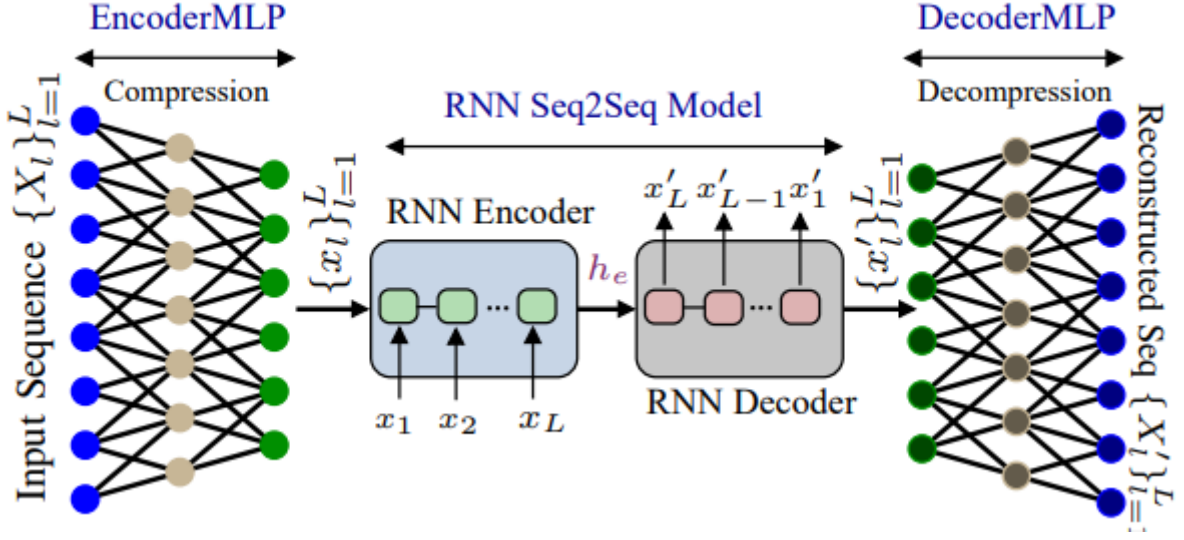 EncoderMLP
Compression
Input Sequence {X_l}_{l=1}^L
{x_l}_{l=1}^L
RNN Seq2Seq Model
RNN Encoder
x_1 x_2 x_L
...
h_e
x'_L x'_{L-1} x'_1
...
RNN Decoder
{x'_l}_{l=1}^L
DecoderMLP
Decompression
Reconstructed Seq {X'_l}_{l=}^L